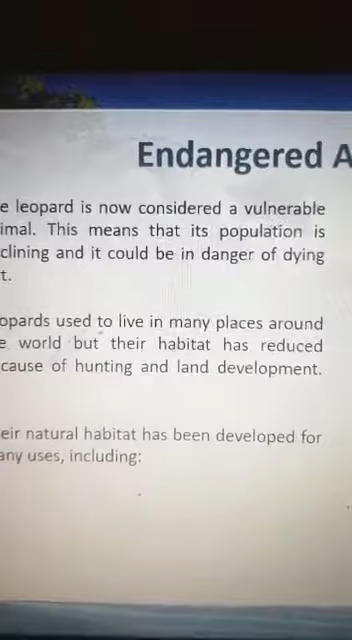 Endangered A
e leopard is now considered a vulnerable
imal. This means that its population is
clining and it could be in danger of dying
t.
opards used to live in many places around
e world but their habitat has reduced
cause of hunting and land development.
eir natural habitat has been developed for
any uses, including: